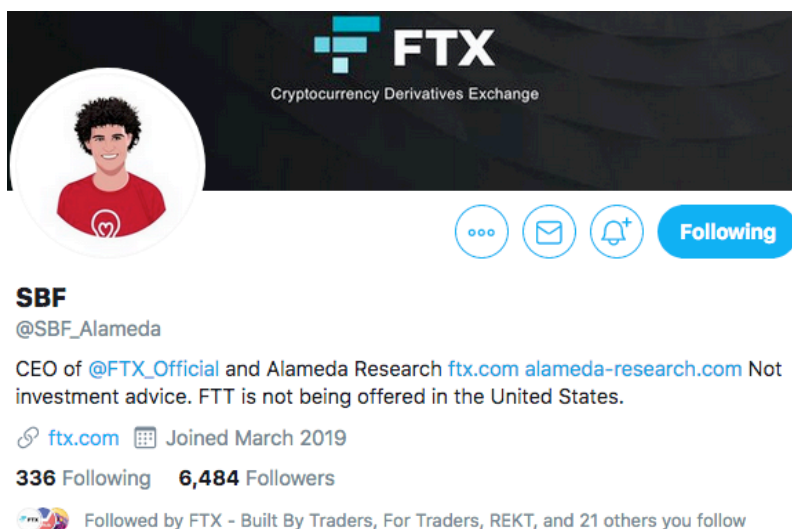 FTX
Cryptocurrency Derivatives Exchange
Following
SBF
@SBF_Alameda
CEO of @FTX_Official and Alameda Research ftx.com alameda-research.com Not
investment advice. FTT is not being offered in the United States.
ftx.com Joined March 2019
336 Following 6,484 Followers
Followed by FTX - Built By Traders, For Traders, REKT, and 21 others you follow